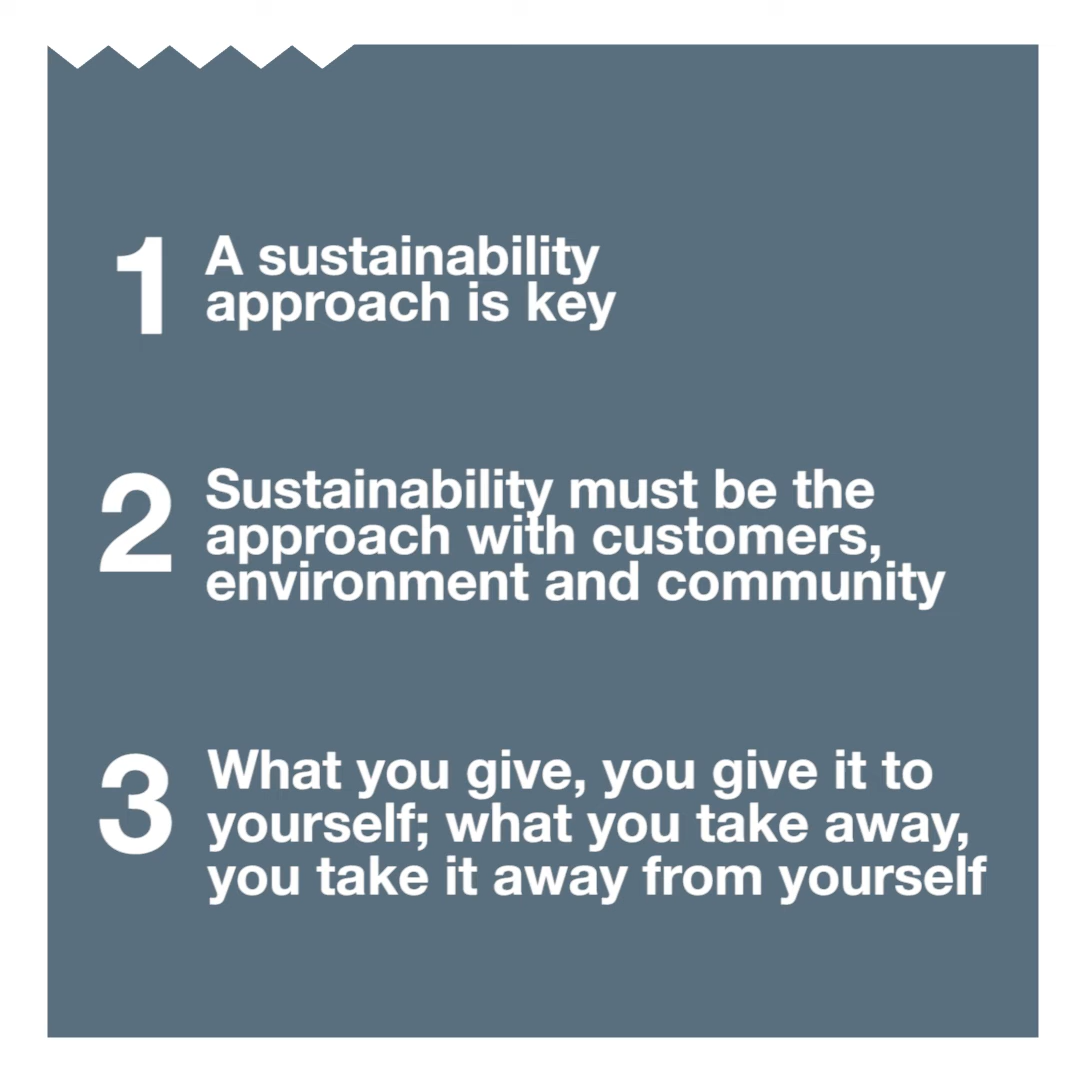 1 A sustainability
approach is key
2 Sustainability must be the
approach with customers,
environment and community
3 What you give, you give it to
yourself; what you take away,
you take it away from yourself